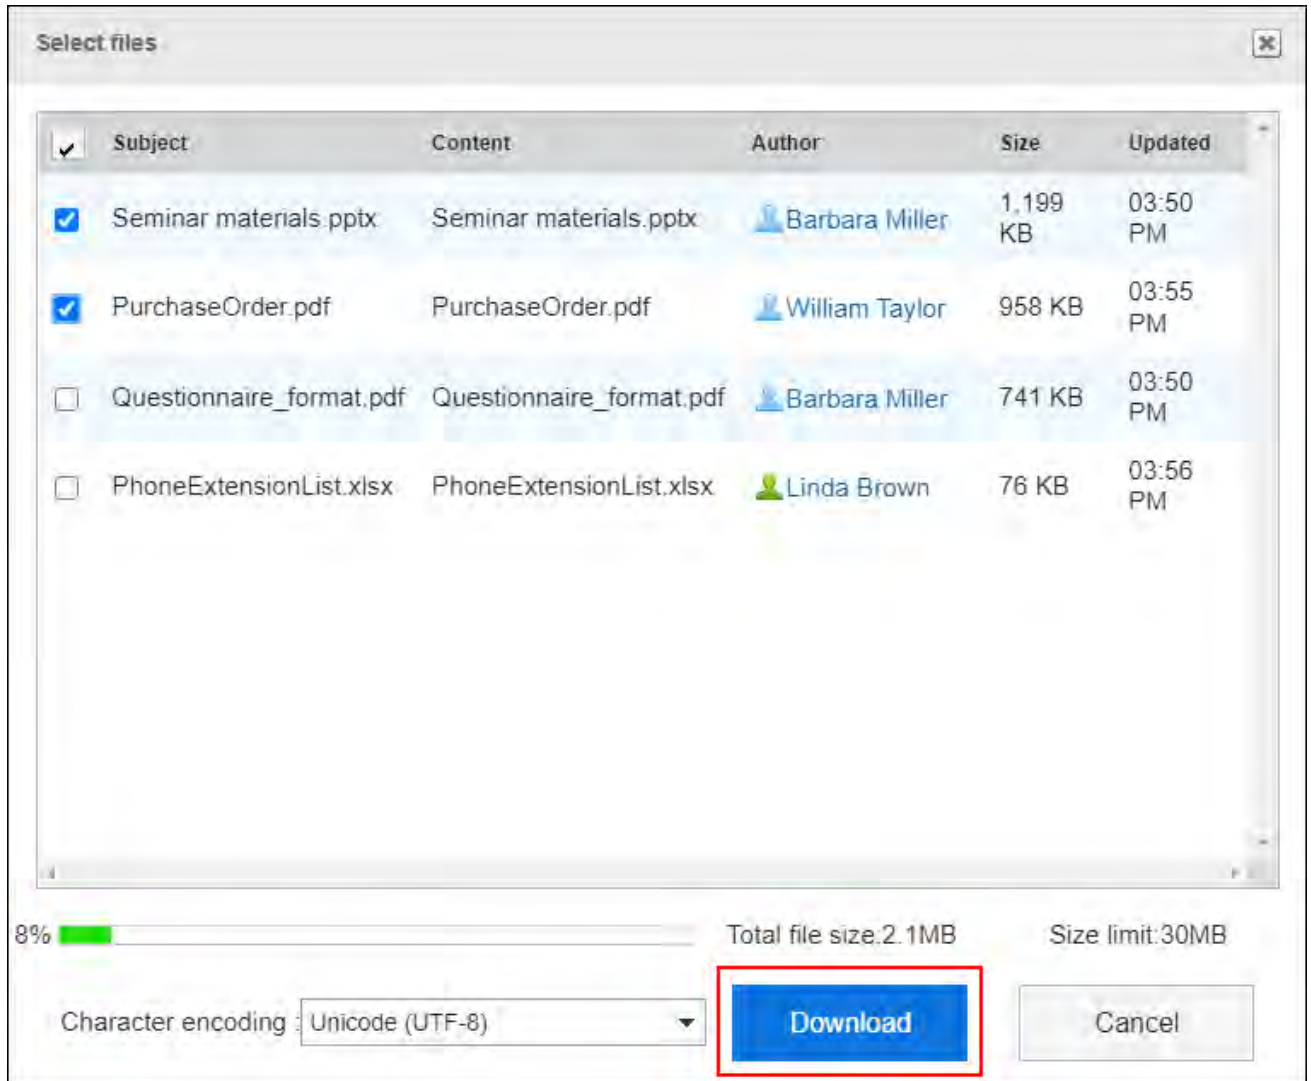 Select files
Subject Content Author Size Updated
Seminar materials.pptx Seminar materials.pptx Barbara Miller 1,199 KB 03:50 PM
PurchaseOrder.pdf PurchaseOrder.pdf William Taylor 958 KB 03:55 PM
Questionnaire_format.pdf Questionnaire_format.pdf Barbara Miller 741 KB 03:50 PM
PhoneExtensionList.xlsx PhoneExtensionList.xlsx Linda Brown 76 KB 03:56 PM
8% Total file size:2.1MB Size limit:30MB
Character encoding : Unicode (UTF-8) Download Cancel